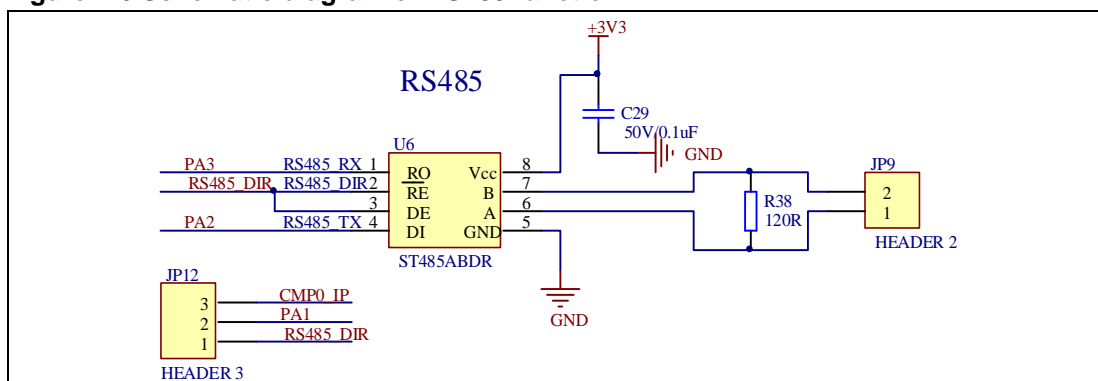 +3V3
RS485
C29
50V/0.1uF
GND
U6
PA3 RS485_RX 1 RO Vcc 8
RS485_DIR RS485_DIR 2 RE B 7
3 DE A 6
PA2 RS485_TX 4 DI GND 5
ST485ABDR
R38
120R
JP9
2
1
HEADER 2
GND
JP12
3 CMP0_IP
2 PA1
1 RS485_DIR
HEADER 3